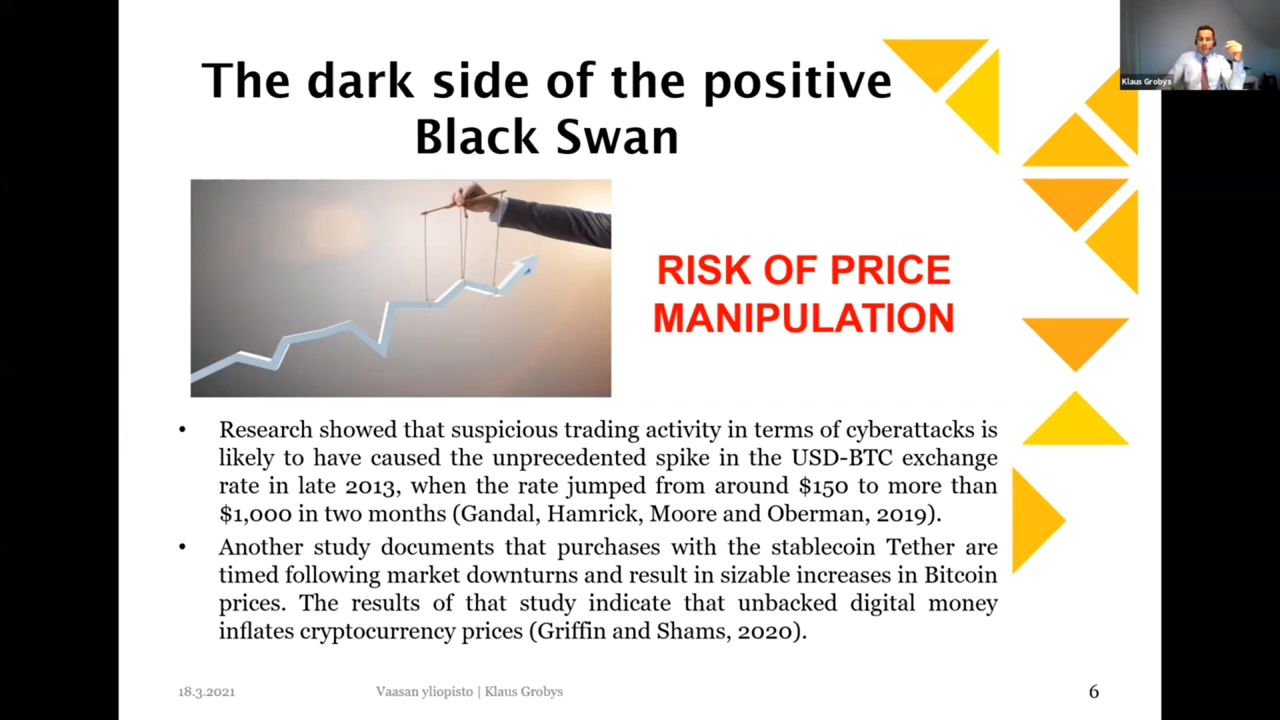 The dark side of the positive
Black Swan
Klaus Grobys
RISK OF PRICE
MANIPULATION
• Research showed that suspicious trading activity in terms of cyberattacks is
likely to have caused the unprecedented spike in the USD-BTC exchange
rate in late 2013, when the rate jumped from around $150 to more than
$1,000 in two months (Gandal, Hamrick, Moore and Oberman, 2019).
• Another study documents that purchases with the stablecoin Tether are
timed following market downturns and result in sizable increases in Bitcoin
prices. The results of that study indicate that unbacked digital money
inflates cryptocurrency prices (Griffin and Shams, 2020).
18.3.2021
Vaasan yliopisto | Klaus Grobys
6